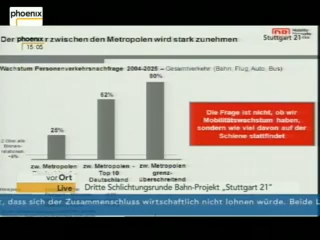 phoenix
phoenix
15:05
Der zwischen den Metropolen wird stark zunehmen
Stuttgart 21
Wachstum Personenverkehrsnachfrage 2004-2025 – Gesamtverkehr (Bahn, Flug, Auto, Bus)
80%
52%
25%
Die Frage ist nicht, ob wir
Mobilitätswachstum
haben,
sondern wie viel davon auf der
Schiene stattfindet
zw. Metropolen
zw. Metropolen -
Top 10
Deutschland
zw. Metropolen
grenz-
überschreitend
vor Ort
Live
Dritte Schlichtungsrunde Bahn-Projekt „Stuttgart 21"
t, dass sich der Zusammenschluss wirtschaftlich nicht lohnen würde. Beide L